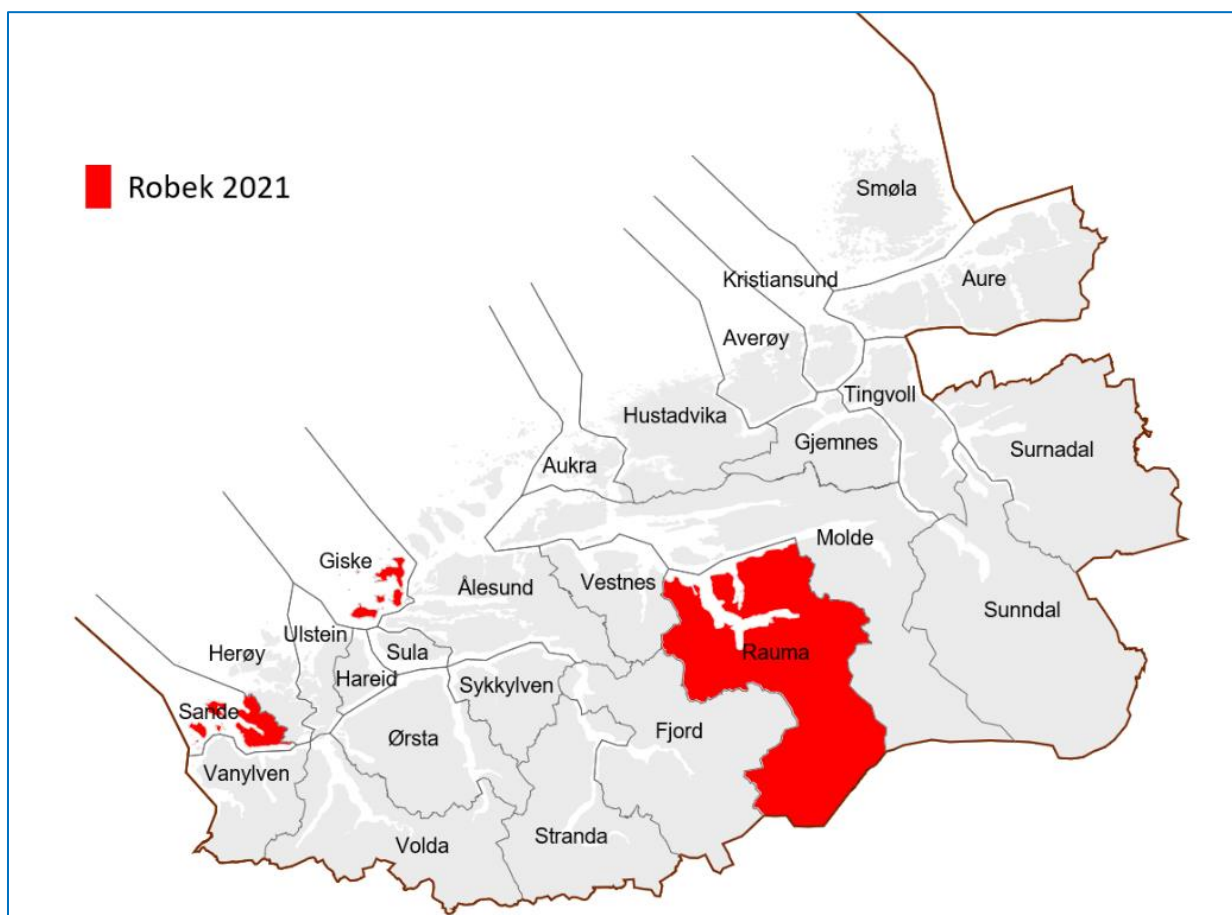 Robek 2021
Smøla
Kristiansund
Aure
Averøy
Tingvoll
Hustadvika
Gjemnes
Surnadal
Aukra
Molde
Giske
Ålesund
Vestnes
Sunndal
Ulstein
Herøy
Sula
Rauma
Hareid
Sykkylven
Sande
Ørsta
Fjord
Vanylven
Volda
Stranda